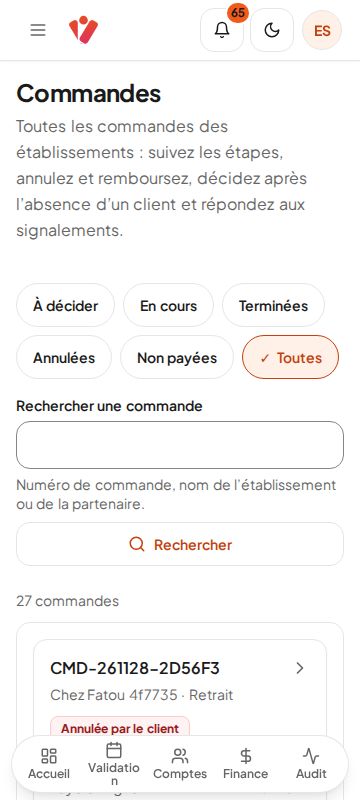 65
ES
Commandes
Toutes les commandes des
établissements : suivez les étapes,
annulez et remboursez, décidez après
l’absence d’un client et répondez aux
signalements.
À décider
En cours
Terminées
Annulées
Non payées
✓ Toutes
Rechercher une commande
Numéro de commande, nom de l’établissement
ou de la partenaire.
Rechercher
27 commandes
CMD-261128-2D56F3
Chez Fatou 4f7735 · Retrait
Annulée par le client
Accueil
Validatio
n
Comptes
Finance
Audit